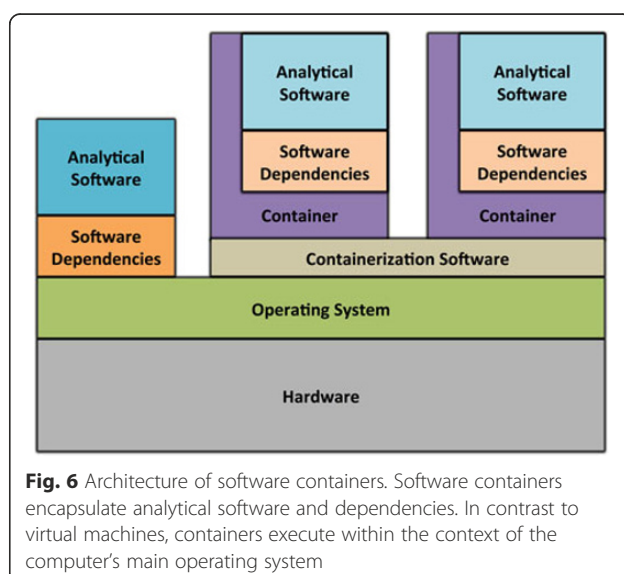 Analytical
Software
Analytical
Software
Analytical
Software
Software
Dependencies
Software
Dependencies
Container
Container
Software
Dependencies
Containerization Software
Operating System
Hardware
Fig. 6 Architecture of software containers. Software containers
encapsulate analytical software and dependencies. In contrast to
virtual machines, containers execute within the context of the
computer's main operating system